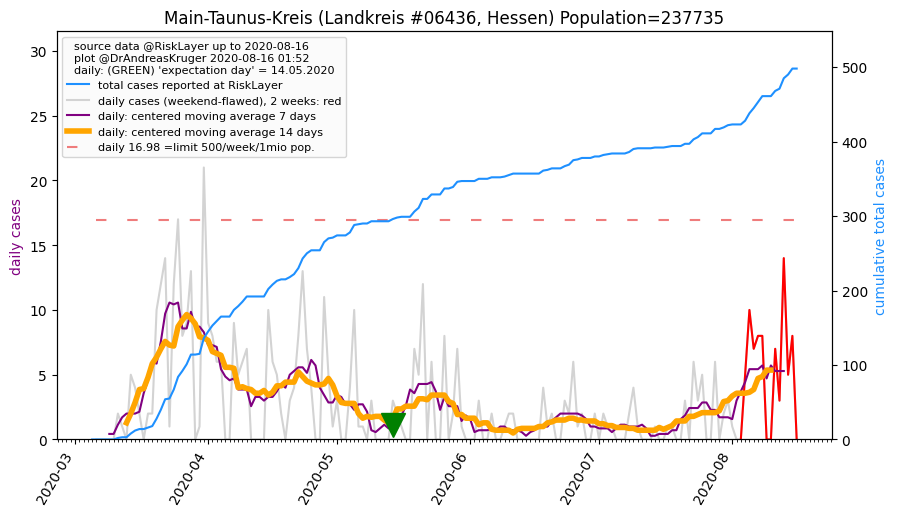 Main-Taunus-Kreis (Landkreis #06436, Hessen) Population=237735
source data @RiskLayer up to 2020-08-16
plot @DrAndreasKruger 2020-08-16 01:52
daily: (GREEN) 'expectation day' = 14.05.2020
total cases reported at RiskLayer
daily cases (weekend-flawed), 2 weeks: red
daily: centered moving average 7 days
daily: centered moving average 14 days
daily 16.98 =limit 500/week/1mio pop.
daily cases
30
25
20
15
10
5
0
cumulative total cases
500
400
300
200
100
0
2020-03
2020-04
2020-05
2020-06
2020-07
2020-08